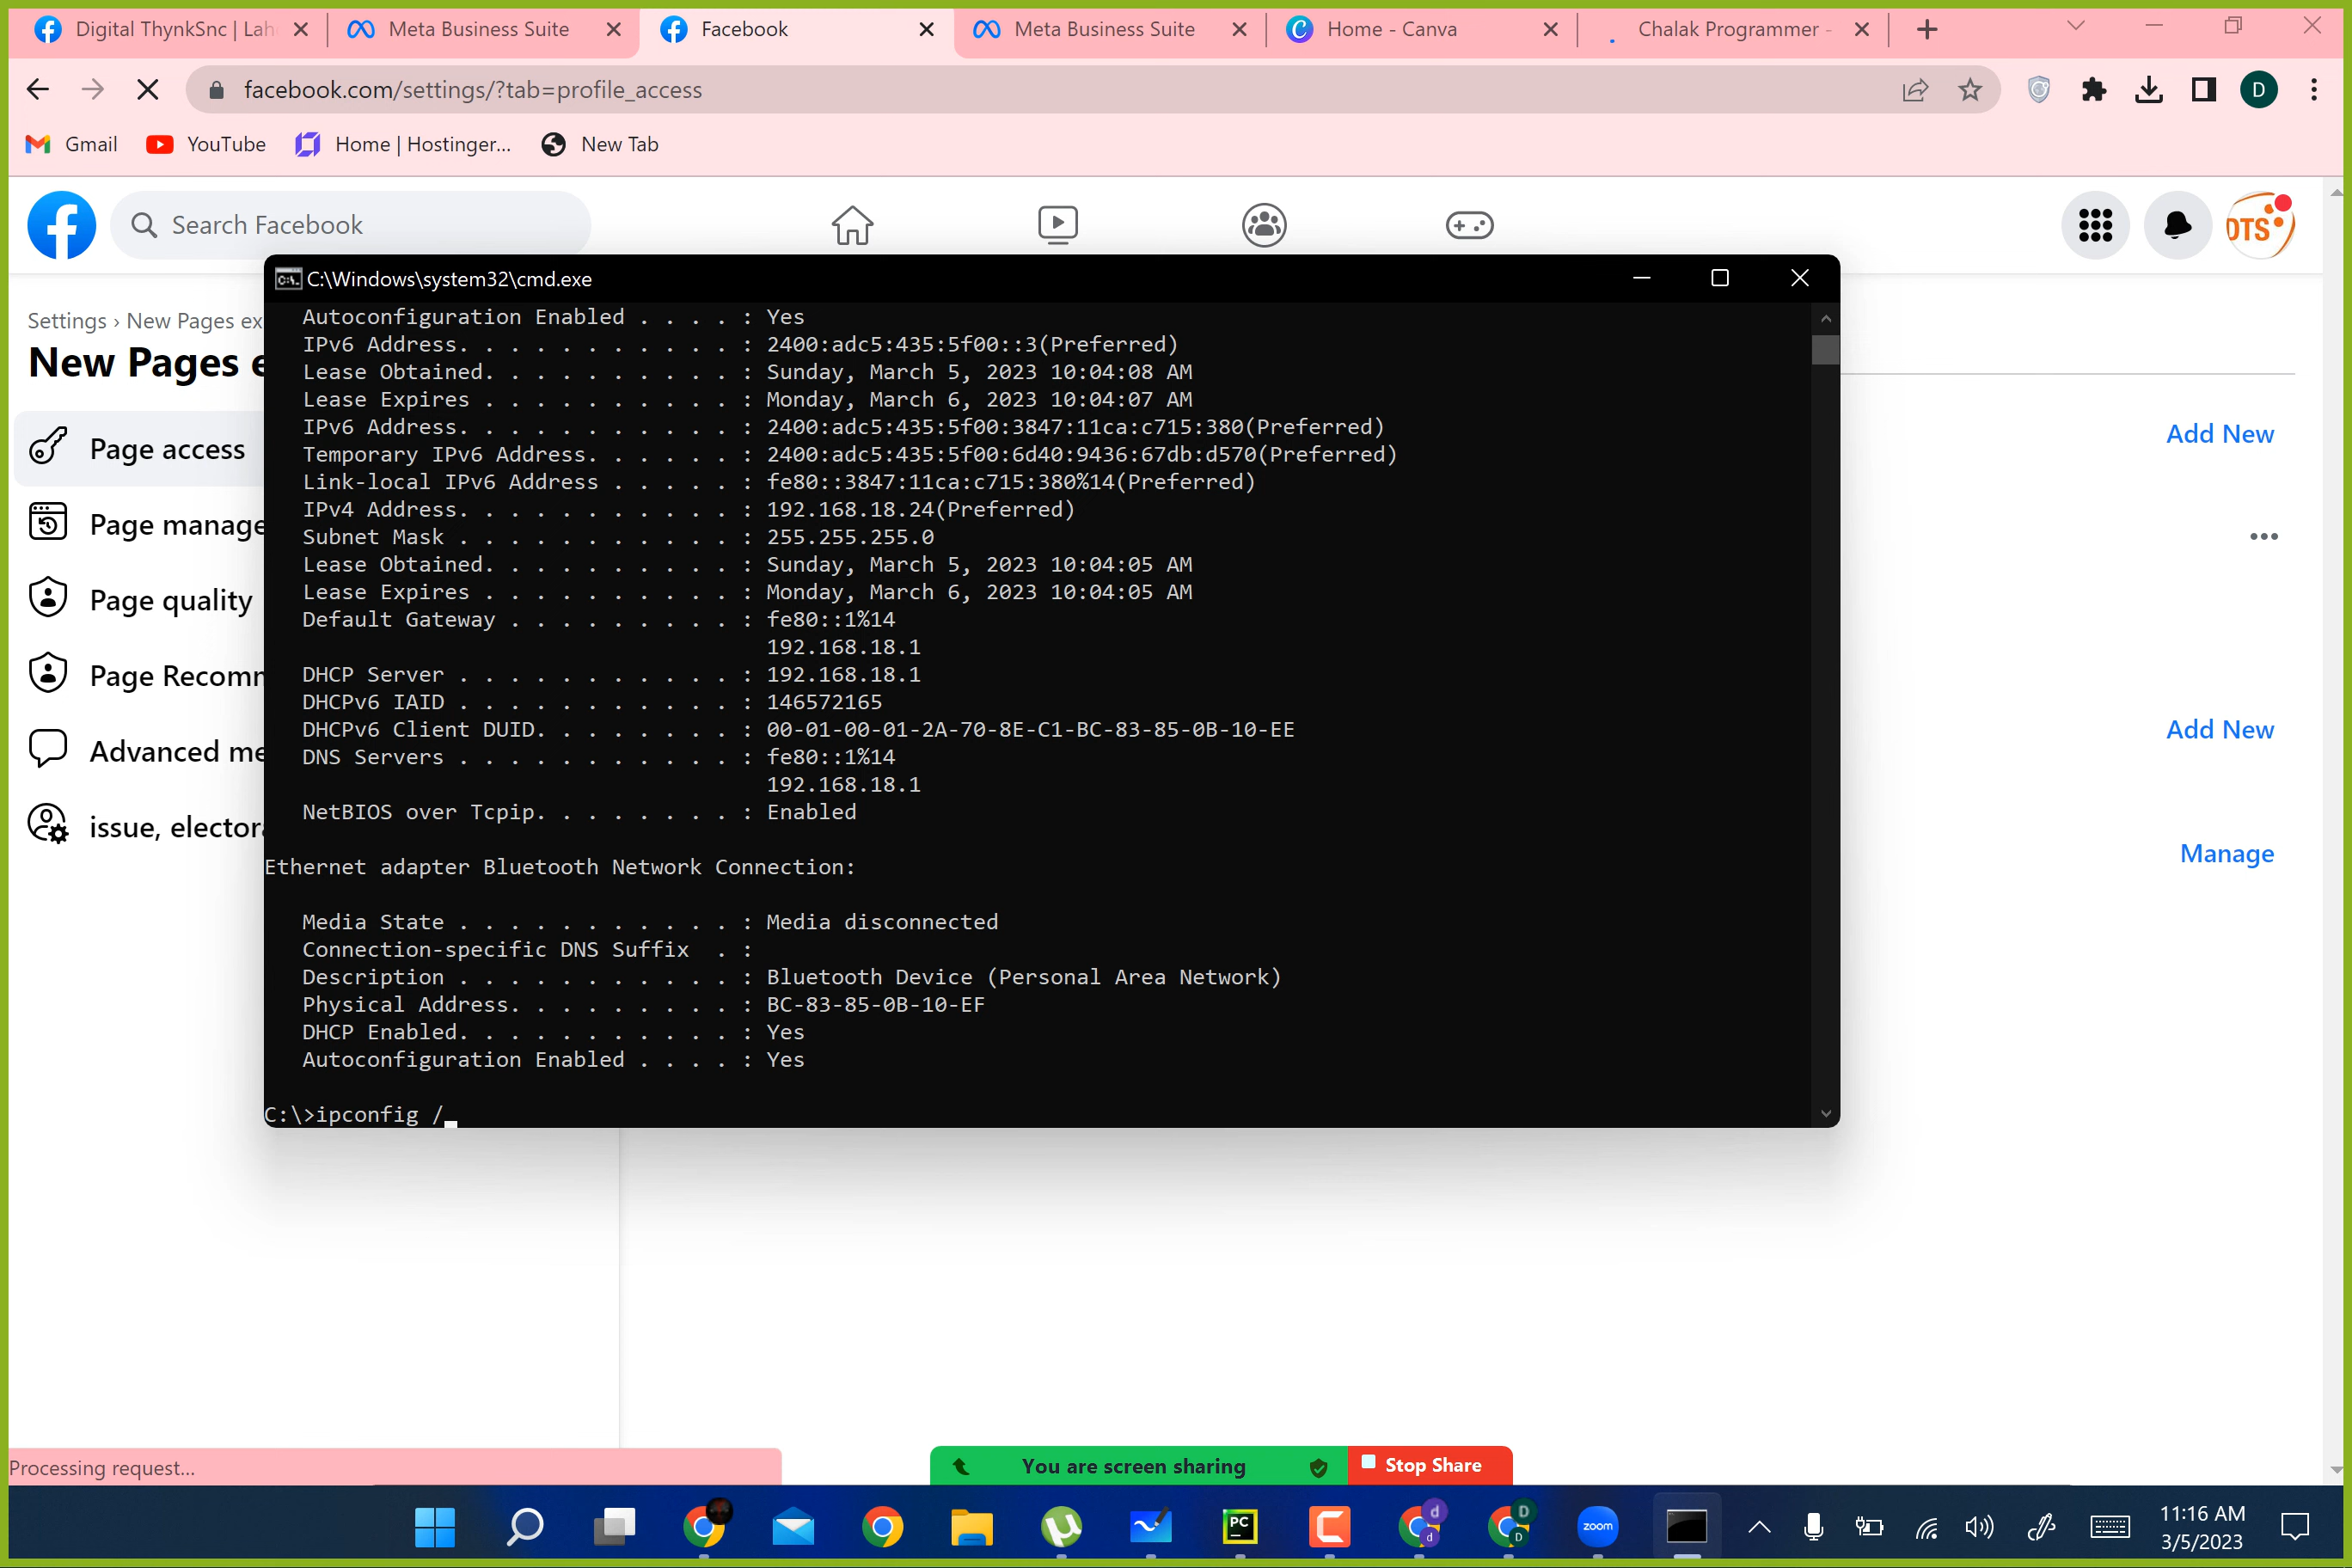 Digital ThynkSnc | Lah
Meta Business Suite
Facebook
Meta Business Suite
Home - Canva
Chalak Programmer -
facebook.com/settings/?tab=profile_access
D
Gmail
YouTube
Home | Hostinger...
New Tab
Search Facebook
DTS
C:\Windows\system32\cmd.exe
Settings › New Pages ex
New Pages e
Page access
Page manage
Page quality
Page Recomm
Advanced me
issue, electora
Add New
Add New
Manage
Autoconfiguration Enabled . . . . : Yes
IPv6 Address. . . . . . . . . . . : 2400:adc5:435:5f00::3(Preferred)
Lease Obtained. . . . . . . . . . : Sunday, March 5, 2023 10:04:08 AM
Lease Expires . . . . . . . . . . : Monday, March 6, 2023 10:04:07 AM
IPv6 Address. . . . . . . . . . . : 2400:adc5:435:5f00:3847:11ca:c715:380(Preferred)
Temporary IPv6 Address. . . . . . : 2400:adc5:435:5f00:6d40:9436:67db:d570(Preferred)
Link-local IPv6 Address . . . . . : fe80::3847:11ca:c715:380%14(Preferred)
IPv4 Address. . . . . . . . . . . : 192.168.18.24(Preferred)
Subnet Mask . . . . . . . . . . . : 255.255.255.0
Lease Obtained. . . . . . . . . . : Sunday, March 5, 2023 10:04:05 AM
Lease Expires . . . . . . . . . . : Monday, March 6, 2023 10:04:05 AM
Default Gateway . . . . . . . . . : fe80::1%14
192.168.18.1
DHCP Server . . . . . . . . . . . : 192.168.18.1
DHCPv6 IAID . . . . . . . . . . . : 146572165
DHCPv6 Client DUID. . . . . . . . : 00-01-00-01-2A-70-8E-C1-BC-83-85-0B-10-EE
DNS Servers . . . . . . . . . . . : fe80::1%14
192.168.18.1
NetBIOS over Tcpip. . . . . . . . : Enabled
Ethernet adapter Bluetooth Network Connection:
Media State . . . . . . . . . . . : Media disconnected
Connection-specific DNS Suffix  . :
Description . . . . . . . . . . . : Bluetooth Device (Personal Area Network)
Physical Address. . . . . . . . . : BC-83-85-0B-10-EF
DHCP Enabled. . . . . . . . . . . : Yes
Autoconfiguration Enabled . . . . : Yes
C:\>ipconfig /_
Processing request...
You are screen sharing
Stop Share
PC
d
d
D
D
zoom
11:16 AM
3/5/2023